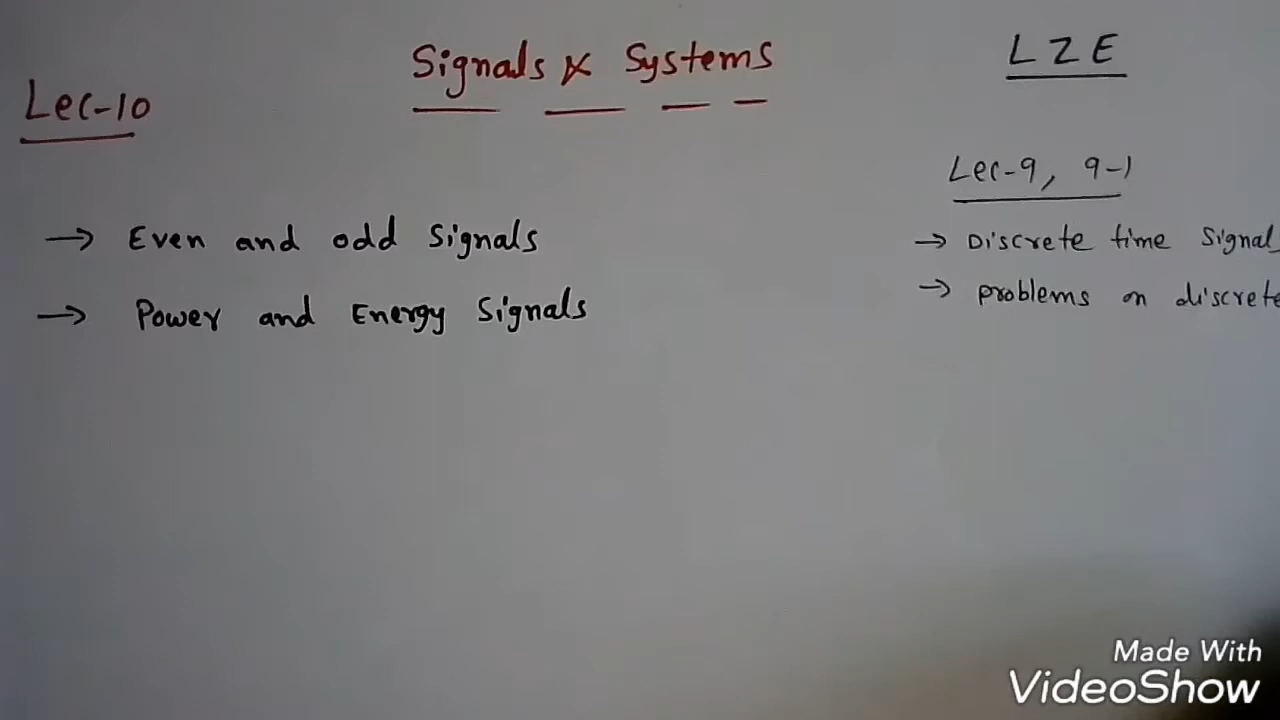 Signals & Systems
LZE
Lec-10
Lec-9, 9-1
→ Even and odd Signals
→ Discrete time Signal
→ Power and Energy Signals
→ problems on discrete
Made With
VideoShow